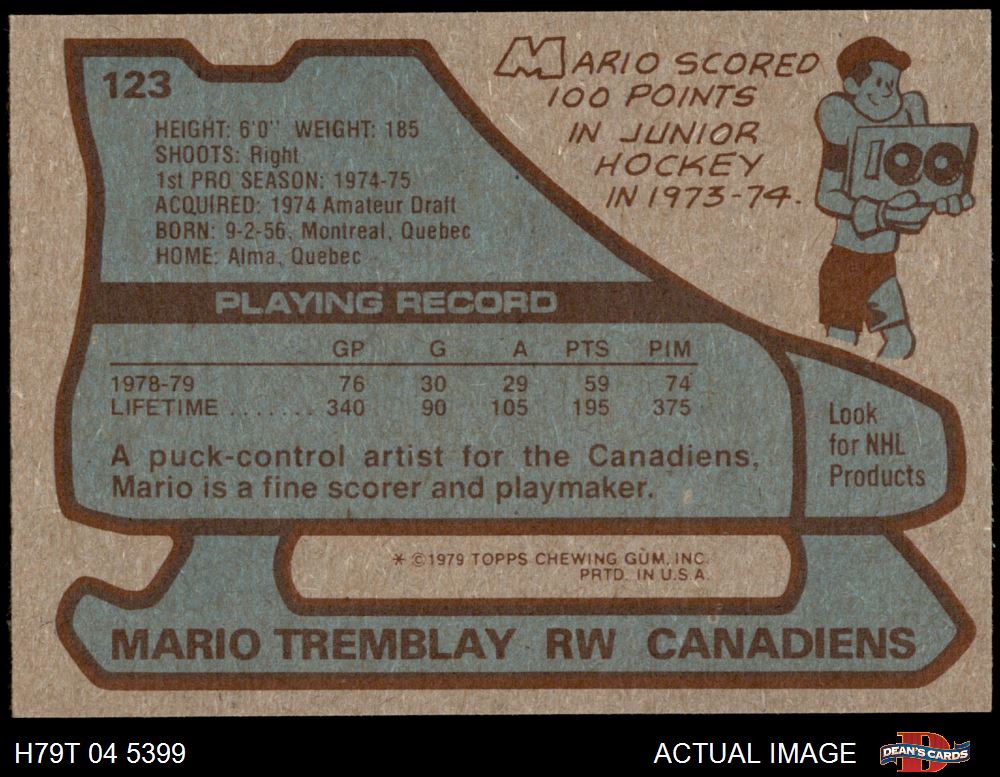 123
HEIGHT: 6'0" WEIGHT: 185
SHOOTS: Right
1st PRO SEASON: 1974-75
ACQUIRED: 1974 Amateur Draft
BORN: 9-2-56, Montreal, Quebec
HOME: Alma, Quebec
MARIO SCORED
100 POINTS
IN JUNIOR
HOCKEY
IN 1973-74.
100
PLAYING RECORD
GP G A PTS PIM
1978-79 76 30 29 59 74
LIFETIME ....... 340 90 105 195 375
A puck-control artist for the Canadiens,
Mario is a fine scorer and playmaker.
Look
for NHL
Products
* ©1979 TOPPS CHEWING GUM, INC.
PRTD. IN U.S.A.
MARIO TREMBLAY RW CANADIENS
H79T 04 5399
ACTUAL IMAGE
D
DEAN'S CARDS